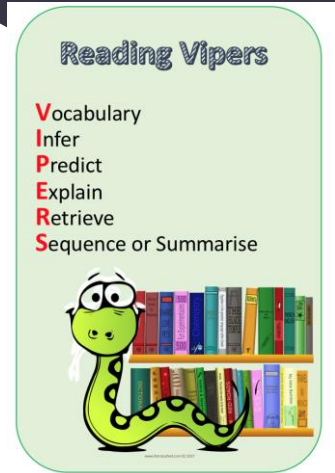 Reading Vipers
Vocabulary
Infer
Predict
Explain
Retrieve
Sequence or Summarise